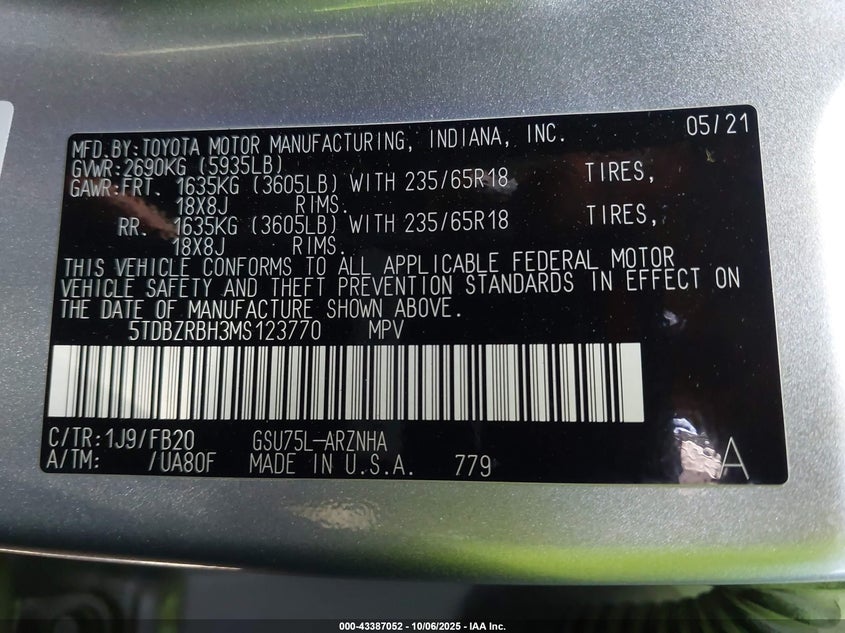 MFD.BY:TOYOTA MOTOR MANUFACTURING, INDIANA, INC. 05/21
GVWR:2690KG (5935LB)
GAWR:FRT. 1635KG (3605LB) WITH 235/65R18 TIRES,
18X8J RIMS.
RR. 1635KG (3605LB) WITH 235/65R18 TIRES,
18X8J RIMS.
THIS VEHICLE CONFORMS TO ALL APPLICABLE FEDERAL MOTOR
VEHICLE SAFETY AND THEFT PREVENTION STANDARDS IN EFFECT ON
THE DATE OF MANUFACTURE SHOWN ABOVE.
5TDBZRBH3MS123770 MPV
C/TR:1J9/FB20 GSU75L-ARZNHA
A/TM: /UA80F MADE IN U.S.A. 779 A
000-43387052 - 10/06/2025 - IAA Inc.